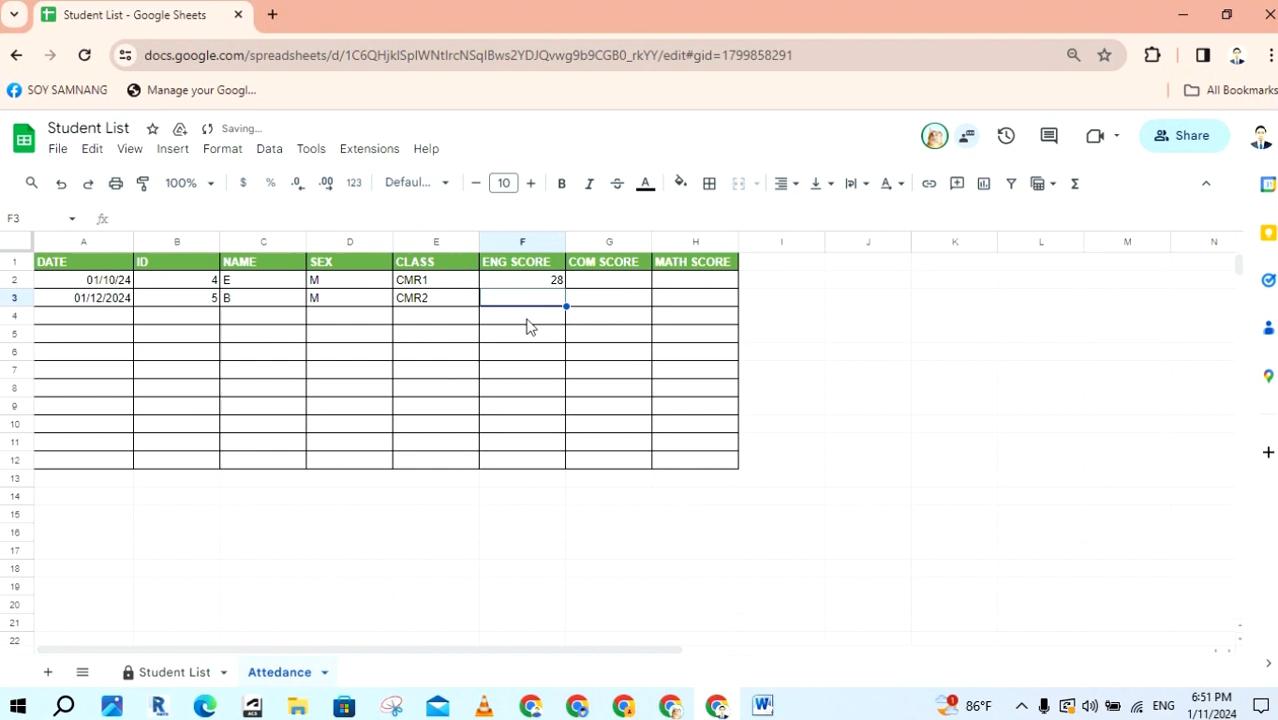 Student List - Google Sheets
docs.google.com/spreadsheets/d/1C6QHjklSplWNtIrcNSqlBws2YDJQvwg9b9CGB0_rkYY/edit#gid=1799858291
SOY SAMNANG Manage your Googl... All Bookmarks
Student List Saving...
File Edit View Insert Format Data Tools Extensions Help Share
100% $ % .0 .00 123 Defaul... 10 B I S A
F3 fx
A B C D E F G H I J K L M N
1 DATE ID NAME SEX CLASS ENG SCORE COM SCORE MATH SCORE
2 01/10/24 4 E M CMR1 28
3 01/12/2024 5 B M CMR2
4
5
6
7
8
9
10
11
12
13
14
15
16
17
18
19
20
21
22
Student List Attedance
86°F ENG 6:51 PM
1/11/2024